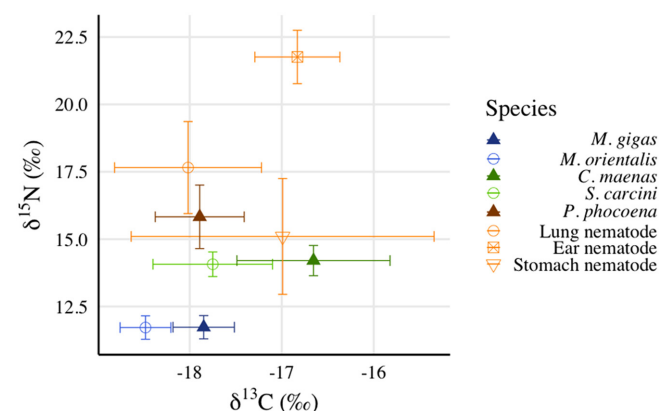 22.5
20.0
17.5
15.0
12.5
δ15N (‰)
-18
-17
-16
δ13C (‰)
Species
M. gigas
M. orientalis
C. maenas
S. carcini
P. phocoena
Lung nematode
Ear nematode
Stomach nematode